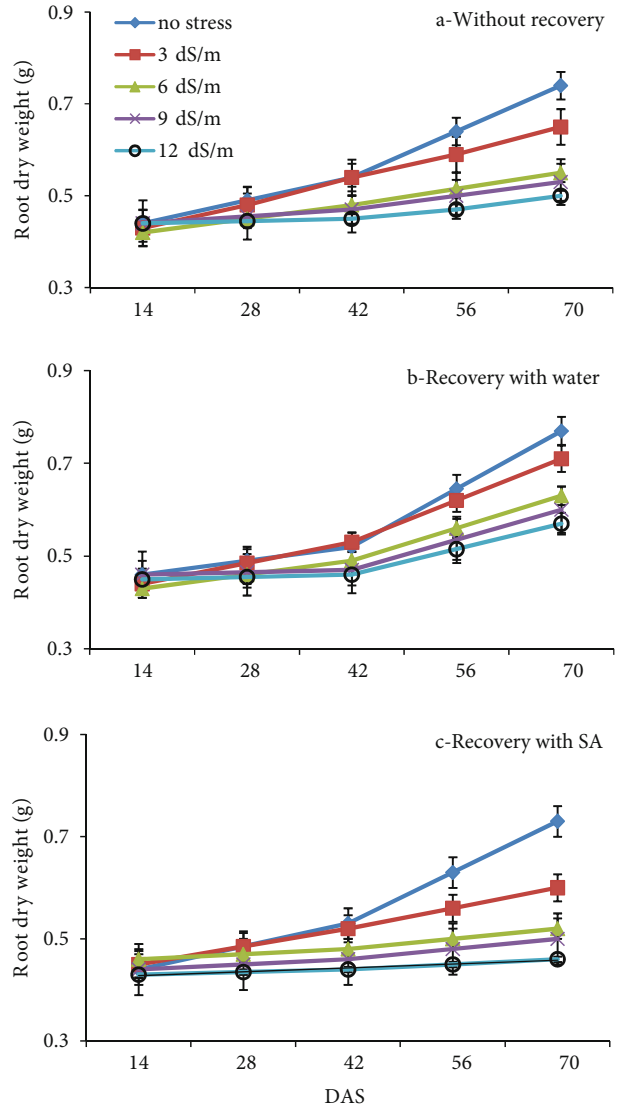 no stress
3 dS/m
6 dS/m
9 dS/m
12 dS/m
a-Without recovery
Root dry weight (g)
0.9
0.7
0.5
0.3
14 28 42 56 70
b-Recovery with water
Root dry weight (g)
0.9
0.7
0.5
0.3
14 28 42 56 70
c-Recovery with SA
Root dry weight (g)
0.9
0.7
0.5
0.3
14 28 42 56 70
DAS